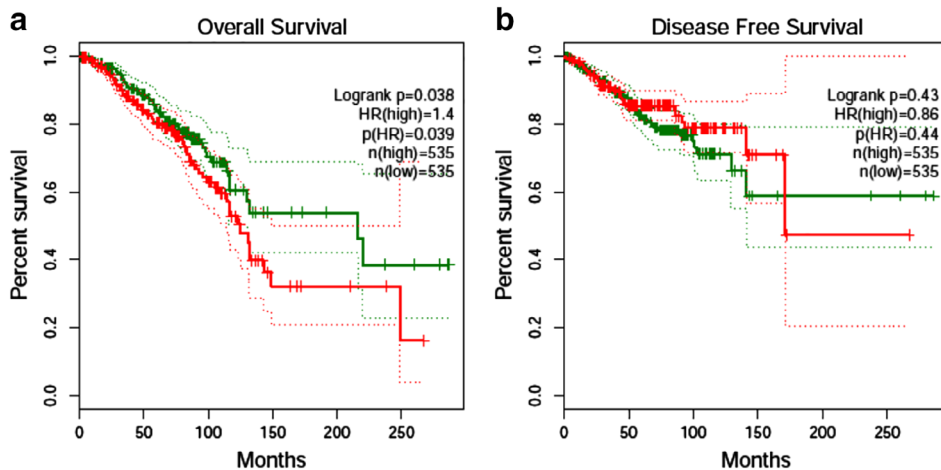 a
Overall Survival
Logrank p=0.038
HR(high)=1.4
p(HR)=0.039
n(high)=535
n(low)=535
Percent survival
1.0
0.8
0.6
0.4
0.2
0.0
0 50 100 150 200 250
Months
b
Disease Free Survival
Logrank p=0.43
HR(high)=0.86
p(HR)=0.44
n(high)=535
n(low)=535
Percent survival
1.0
0.8
0.6
0.4
0.2
0.0
0 50 100 150 200 250
Months